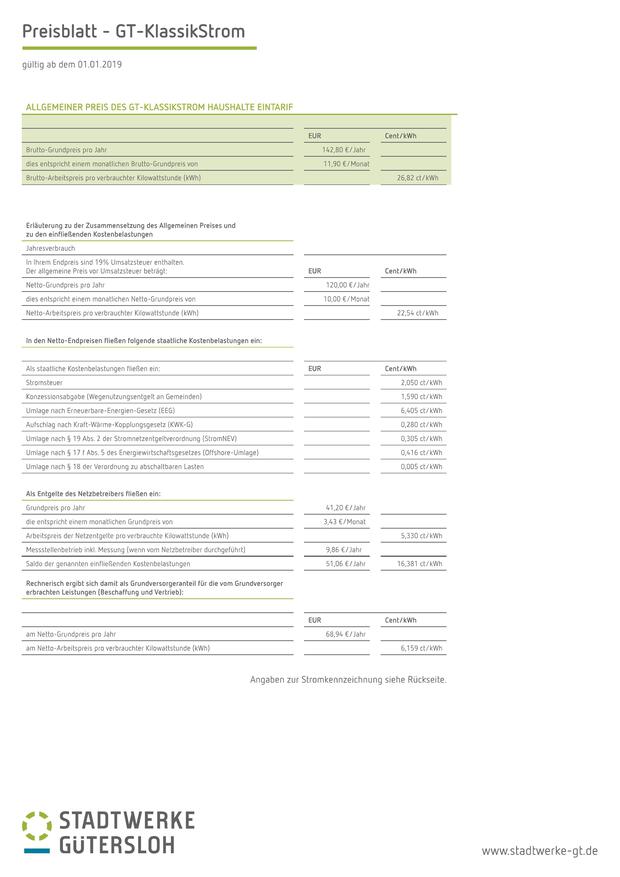 Preisblatt - GT-KlassikStrom
gültig ab dem 01.01.2019
ALLGEMEINER PREIS DES GT-KLASSIKSTROM HAUSHALTE EINTARIF
EUR Cent/kWh
Brutto-Grundpreis pro Jahr 142,80 €/Jahr
dies entspricht einem monatlichen Brutto-Grundpreis von 11,90 €/Monat
Brutto-Arbeitspreis pro verbrauchter Kilowattstunde (kWh) 26,82 ct/kWh
Erläuterung zu der Zusammensetzung des Allgemeinen Preises und
zu den einfließenden Kostenbelastungen
Jahresverbrauch
In Ihrem Endpreis sind 19% Umsatzsteuer enthalten.
Der allgemeine Preis vor Umsatzsteuer beträgt: EUR Cent/kWh
Netto-Grundpreis pro Jahr 120,00 €/Jahr
dies entspricht einem monatlichen Netto-Grundpreis von 10,00 €/Monat
Netto-Arbeitspreis pro verbrauchter Kilowattstunde (kWh) 22,54 ct/kWh
In den Netto-Endpreisen fließen folgende staatliche Kostenbelastungen ein:
Als staatliche Kostenbelastungen fließen ein: EUR Cent/kWh
Stromsteuer 2,050 ct/kWh
Konzessionsabgabe (Wegenutzungsentgelt an Gemeinden) 1,590 ct/kWh
Umlage nach Erneuerbare-Energien-Gesetz (EEG) 6,405 ct/kWh
Aufschlag nach Kraft-Wärme-Kopplungsgesetz (KWK-G) 0,280 ct/kWh
Umlage nach § 19 Abs. 2 der Stromnetzentgeltverordnung (StromNEV) 0,305 ct/kWh
Umlage nach § 17 f Abs. 5 des Energiewirtschaftsgesetzes (Offshore-Umlage) 0,416 ct/kWh
Umlage nach § 18 der Verordnung zu abschaltbaren Lasten 0,005 ct/kWh
Als Entgelte des Netzbetreibers fließen ein:
Grundpreis pro Jahr 41,20 €/Jahr
die entspricht einem monatlichen Grundpreis von 3,43 €/Monat
Arbeitspreis der Netzentgelte pro verbrauchter Kilowattstunde (kWh) 5,330 ct/kWh
Messstellenbetrieb inkl. Messung (wenn vom Netzbetreiber durchgeführt) 9,86 €/Jahr
Saldo der genannten einfließenden Kostenbelastungen 51,06 €/Jahr 16,381 ct/kWh
Rechnerisch ergibt sich damit als Grundversorgeranteil für die vom Grundversorger
erbrachten Leistungen (Beschaffung und Vertrieb):
EUR Cent/kWh
am Netto-Grundpreis pro Jahr 68,94 €/Jahr
am Netto-Arbeitspreis pro verbrauchter Kilowattstunde (kWh) 6,159 ct/kWh
Angaben zur Stromkennzeichnung siehe Rückseite.
STADTWERKE
GÜTERSLOH
www.stadtwerke-gt.de